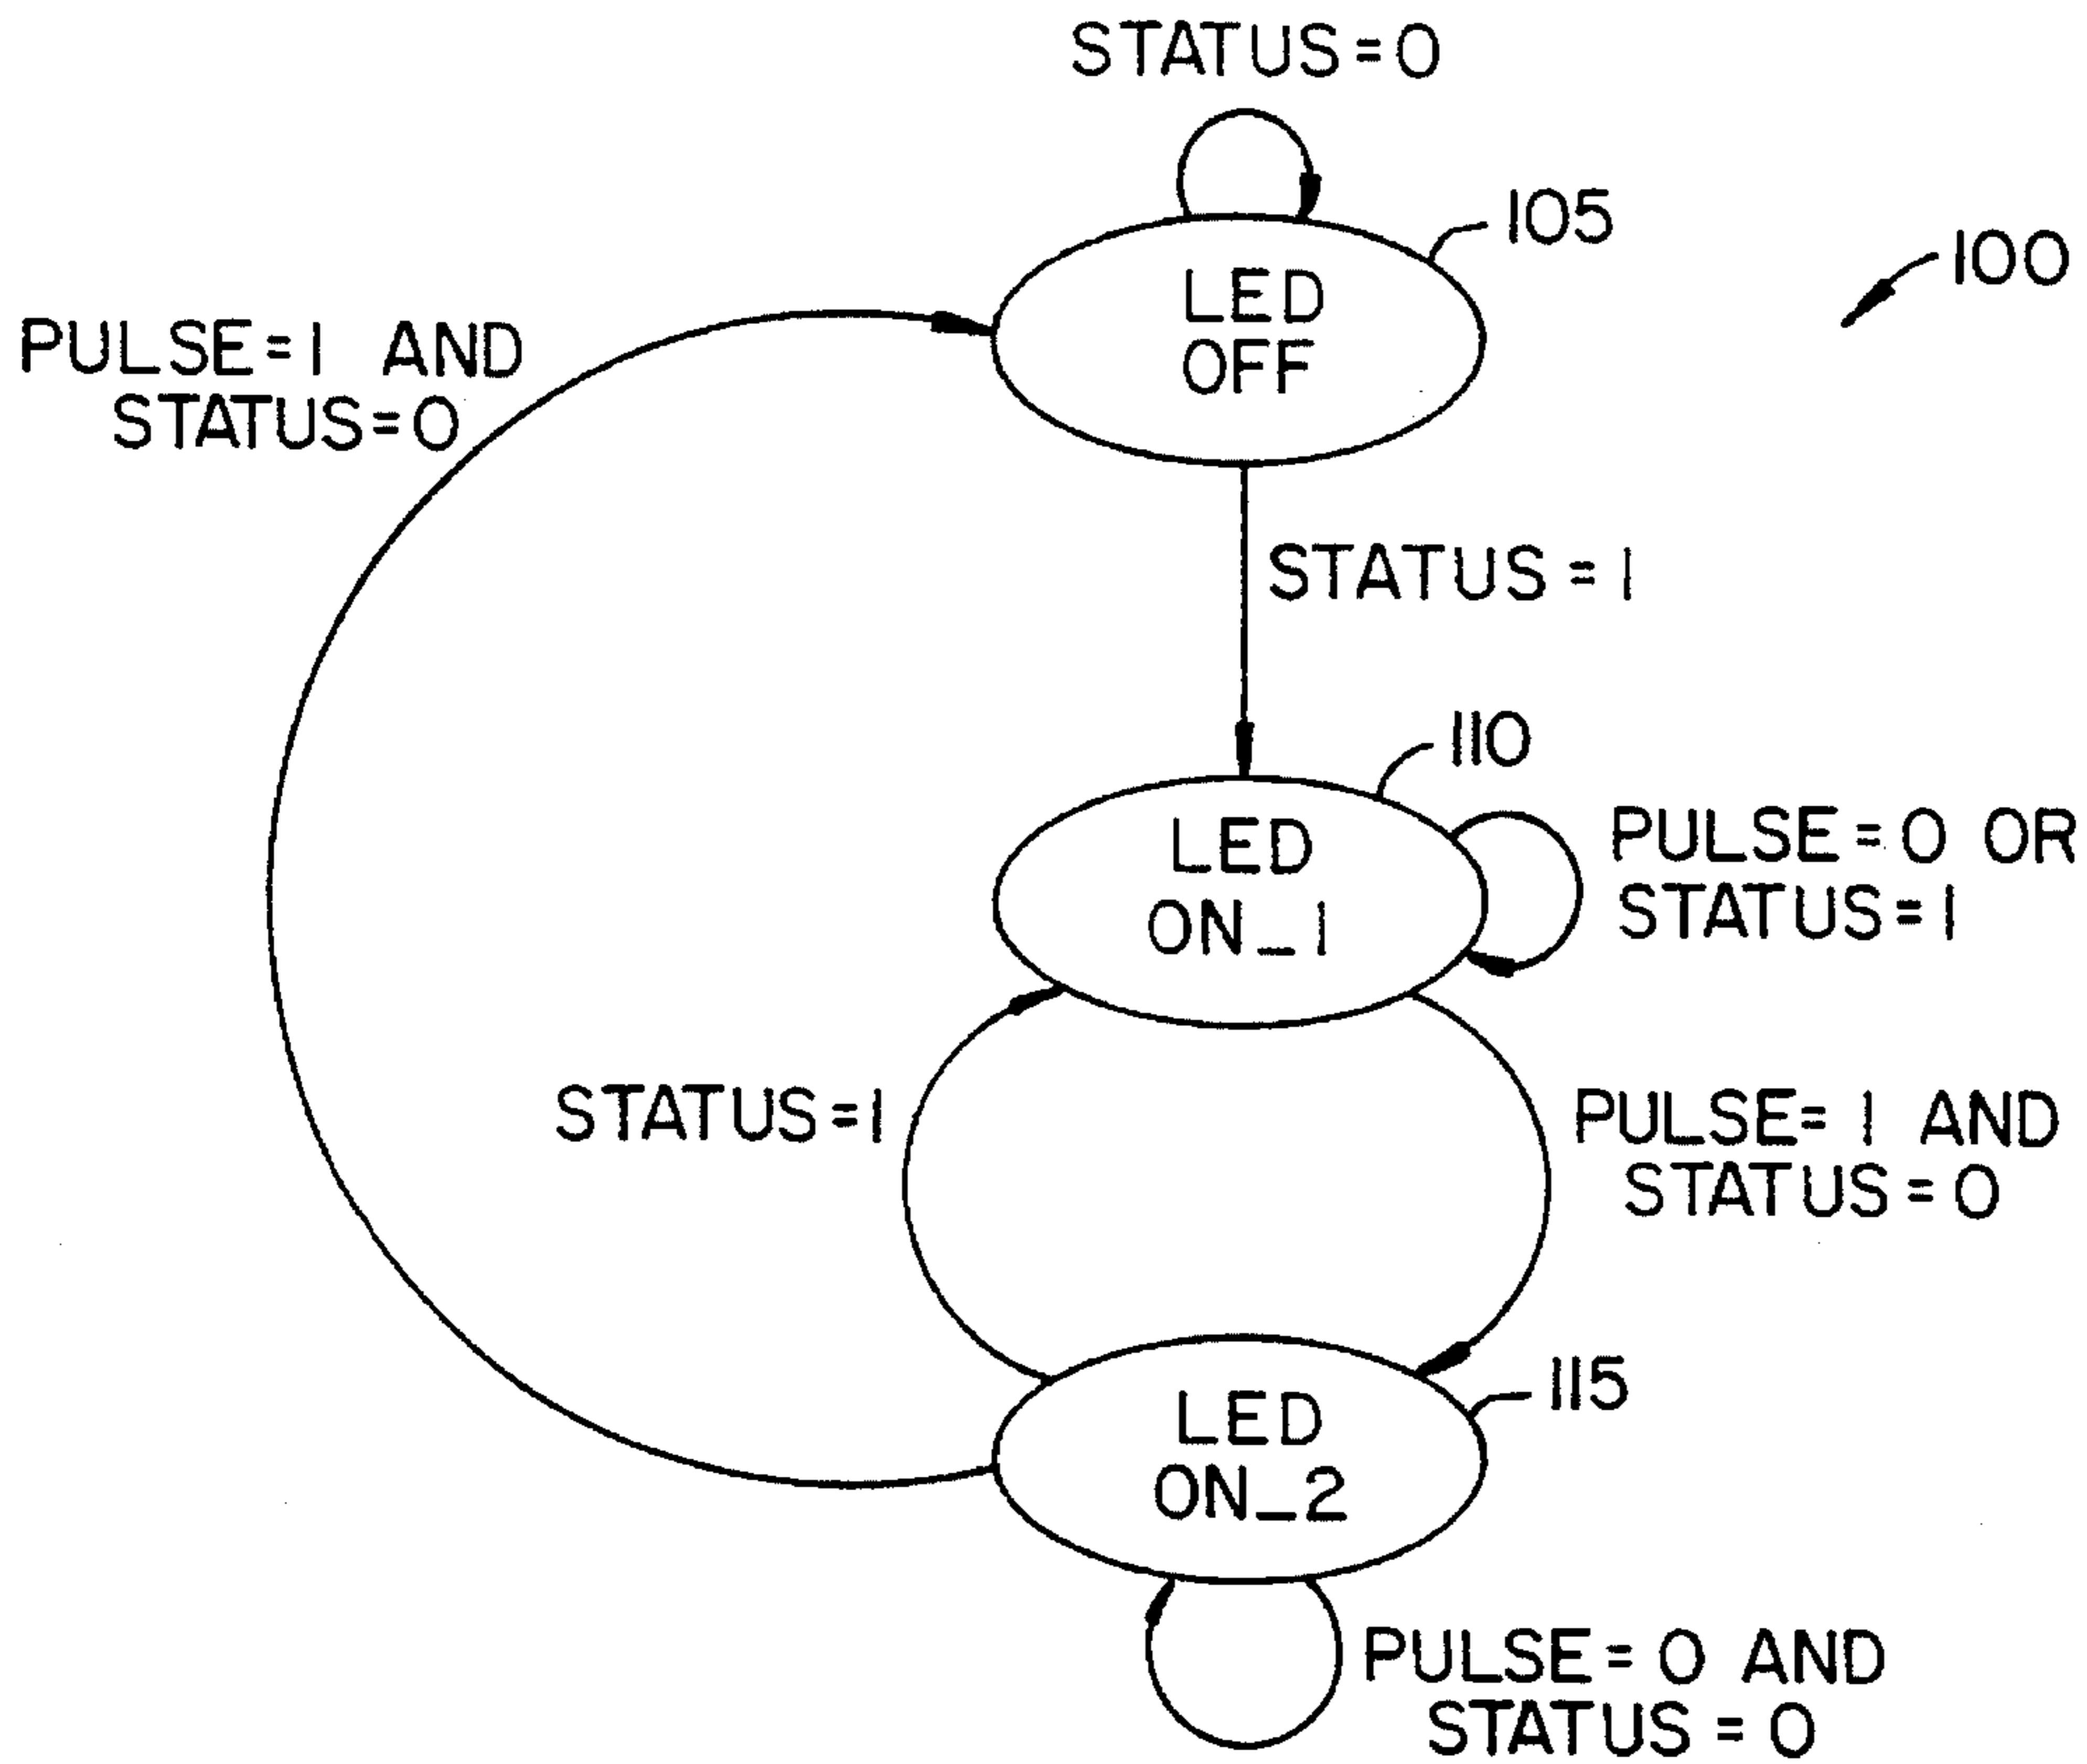 STATUS=0
105
100
LED
OFF
PULSE=1 AND
STATUS=0
STATUS=1
110
LED
ON_1
PULSE=0 OR
STATUS=1
STATUS=1
PULSE=1 AND
STATUS=0
115
LED
ON_2
PULSE=0 AND
STATUS=0